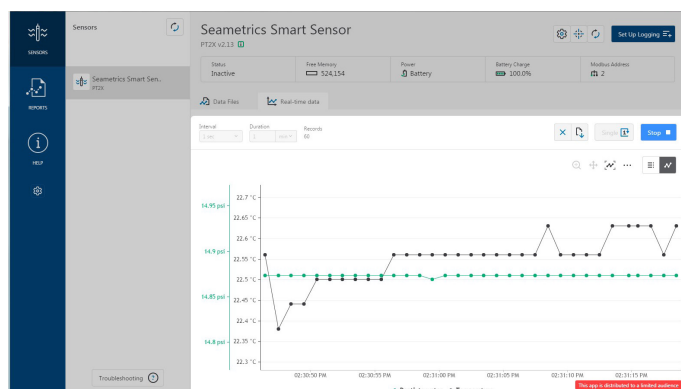 Sensors
Seametrics Smart Sensor
PT2X v2.13
Set Up Logging
SENSORS
Status
Free Memory
Power
Battery Charge
Modbus Address
Inactive
524,154
Battery
100.0%
2
Seametrics Smart Sen..
PT2X
REPORTS
Data Files
Real-time data
Interval
Duration
Records
1 sec
1
min
60
Single
Stop
HELP
22.7 °C
14.95 psi
22.65 °C
22.6 °C
14.9 psi
22.55 °C
22.5 °C
14.85 psi
22.45 °C
22.4 °C
14.8 psi
22.35 °C
22.3 °C
02:30:50 PM
02:30:55 PM
02:31:00 PM
02:31:05 PM
02:31:10 PM
02:31:15 PM
Troubleshooting
This app is distributed to a limited audience